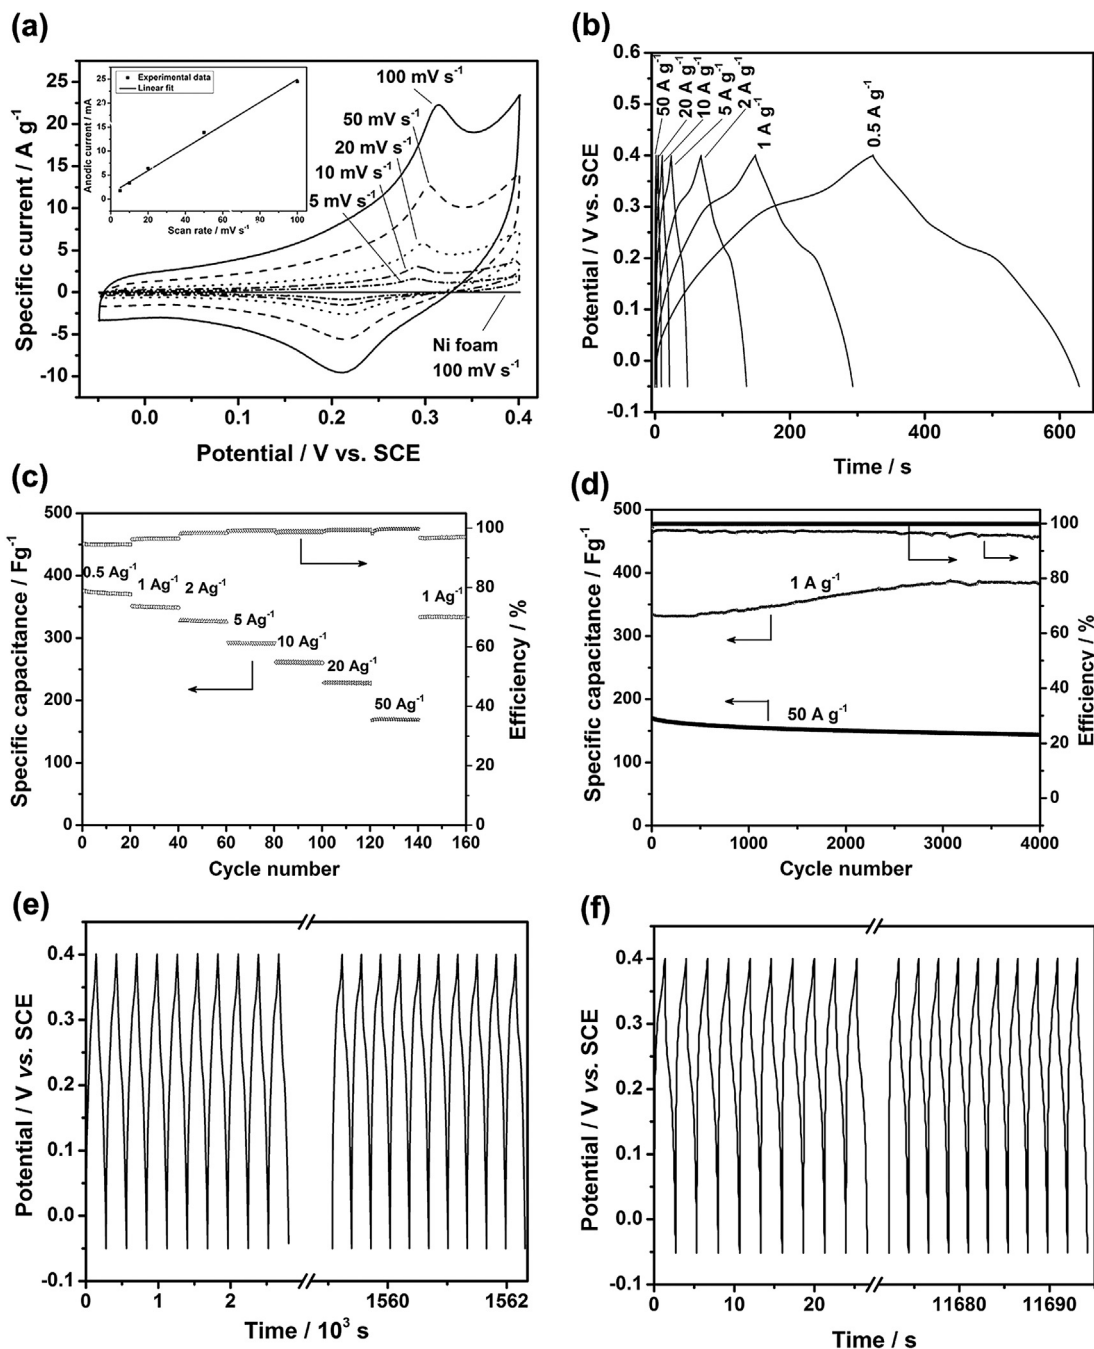 (a)
25
20
15
10
5
0
-5
-10
Specific current / A g⁻¹
0.0
0.1
0.2
0.3
0.4
Potential / V vs. SCE
Experimental data
Linear fit
25
20
15
10
5
0
Anodic current / mA
0
20
40
60
80
100
Scan rate / mV s⁻¹
100 mV s⁻¹
50 mV s⁻¹
20 mV s⁻¹
10 mV s⁻¹
5 mV s⁻¹
Ni foam
100 mV s⁻¹
(b)
0.6
0.5
0.4
0.3
0.2
0.1
0.0
-0.1
Potential / V vs. SCE
0
200
400
600
Time / s
50 A g⁻¹
20 A g⁻¹
10 A g⁻¹
5 A g⁻¹
2 A g⁻¹
1 A g⁻¹
0.5 A g⁻¹
(c)
500
450
400
350
300
250
200
150
100
50
0
Specific capacitance / Fg⁻¹
0
20
40
60
80
100
120
140
160
Cycle number
100
80
60
40
20
0
Efficiency / %
0.5 Ag⁻¹
1 Ag⁻¹
2 Ag⁻¹
5 Ag⁻¹
10 Ag⁻¹
20 Ag⁻¹
50 Ag⁻¹
1 Ag⁻¹
(d)
500
450
400
350
300
250
200
150
100
50
0
Specific capacitance / Fg⁻¹
0
1000
2000
3000
4000
Cycle number
100
80
60
40
20
0
Efficiency / %
1 A g⁻¹
50 A g⁻¹
(e)
0.4
0.3
0.2
0.1
0.0
-0.1
Potential / V vs. SCE
0
1
2
1560
1562
Time / 10³ s
(f)
0.4
0.3
0.2
0.1
0.0
-0.1
Potential / V vs. SCE
0
10
20
11680
11690
Time / s